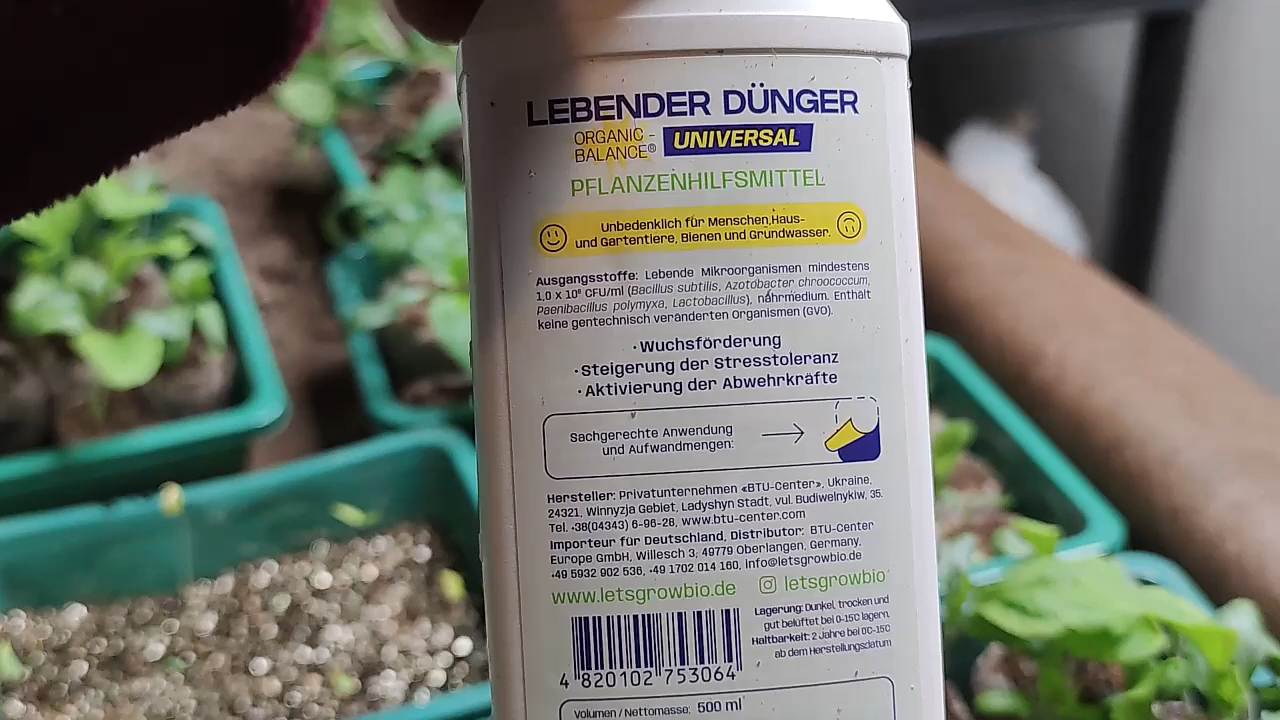 LEBENDER DÜNGER
ORGANIC -
BALANCE® UNIVERSAL
PFLANZENHILFSMITTEL
Unbedenklich für Menschen,Haus-
und Gartentiere, Bienen und Grundwasser.
Ausgangsstoffe: Lebende Mikroorganismen mindestens
1,0 x 10⁸ CFU/ml (Bacillus subtilis, Azotobacter chroococcum,
Paenibacillus polymyxa, Lactobacillus), nährmedium. Enthält
keine gentechnisch veränderten Organismen (GVO).
·Wuchsförderung
·Steigerung der Stresstoleranz
·Aktivierung der Abwehrkräfte
Sachgerechte Anwendung
und Aufwandmengen:
Hersteller: Privatunternehmen «BTU-Center», Ukraine,
24321, Winnyzja Gebiet, Ladyshyn Stadt, vul. Budiwelnykiw, 35.
Tel. +38(04343) 6-96-28, www.btu-center.com
Importeur für Deutschland, Distributor: BTU-Center
Europe GmbH, Willesch 3; 49779 Oberlangen, Germany,
+49 5932 902 536, +49 1702 014 160, info@letsgrowbio.de
www.letsgrowbio.de letsgrowbio
Lagerung: Dunkel, trocken und
gut belüftet bei 0-15C lagern.
Haltbarkeit: 2 Jahre bei 0C-15C
ab dem Herstellungsdatum
4 820102 753064
Volumen / Nettomasse: 500 ml